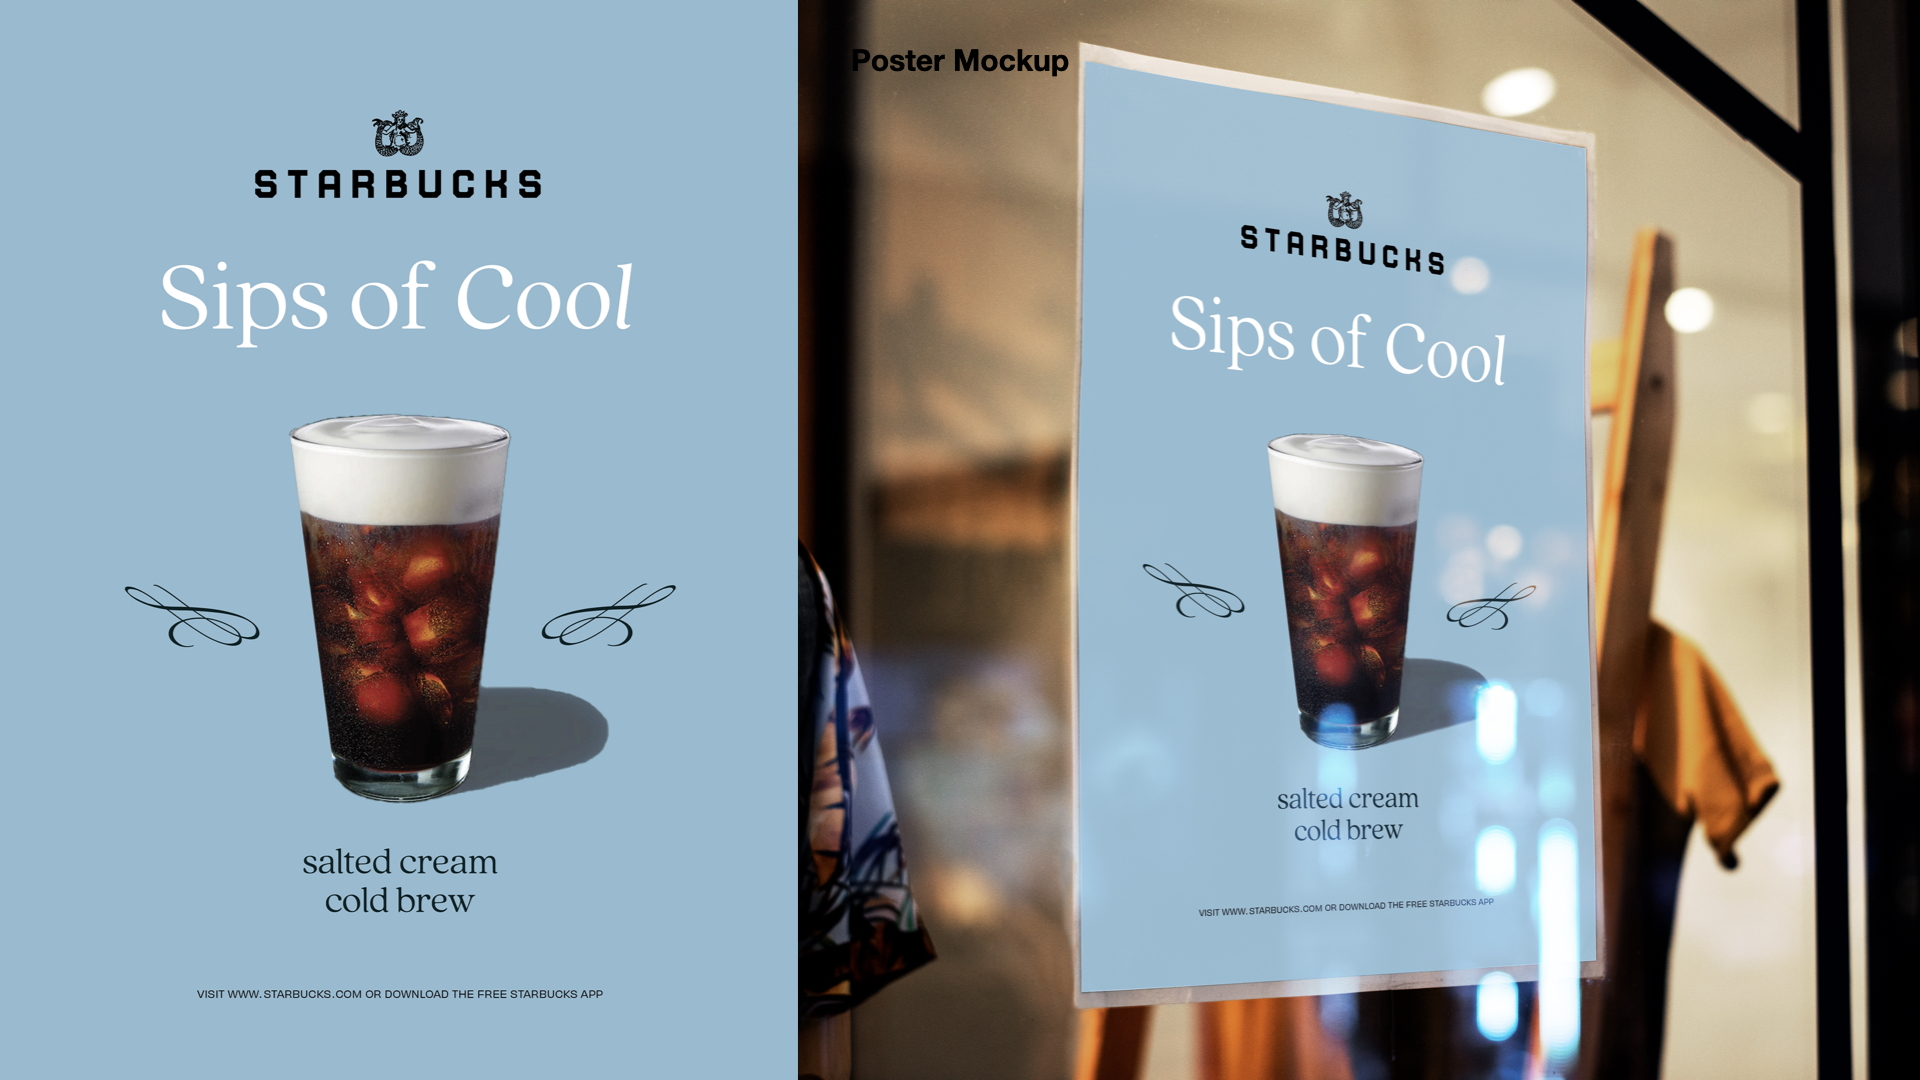 STARBUCKS
Sips of Cool
salted cream
cold brew
VISIT WWW.STARBUCKS.COM OR DOWNLOAD THE FREE STARBUCKS APP
Poster Mockup
STARBUCKS
Sips of Cool
salted cream
cold brew
VISIT WWW.STARBUCKS.COM OR DOWNLOAD THE FREE STARBUCKS APP